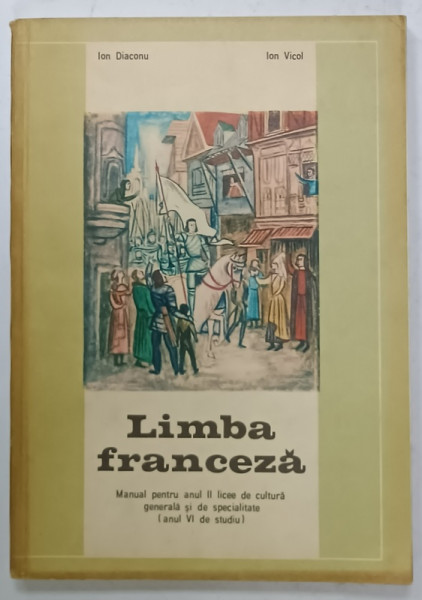 Ion Diaconu
Ion Vicol
Limba
franceză
Manual pentru anul II licee de cultură
generală și de specialitate
(anul VI de studiu)